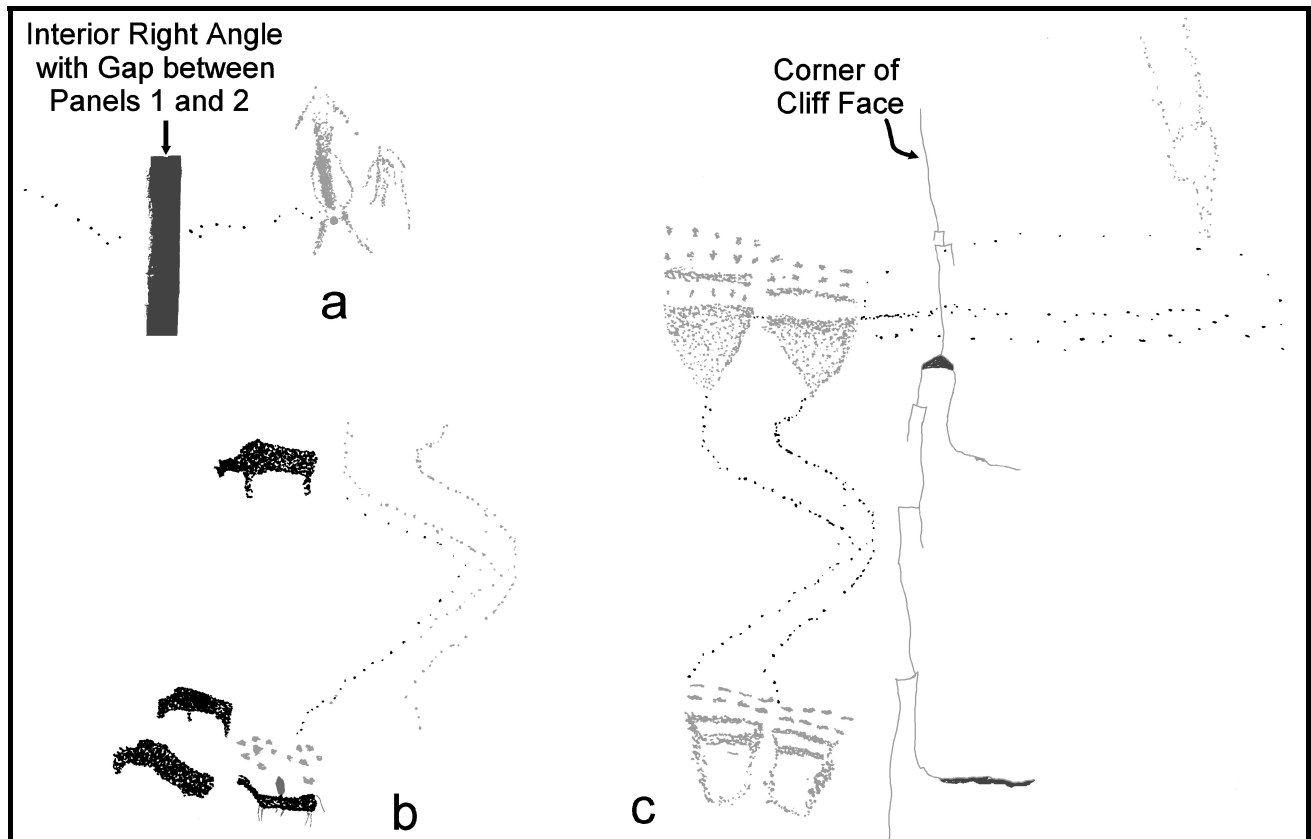 Interior Right Angle
with Gap between
Panels 1 and 2
Corner of
Cliff Face
a
b
c